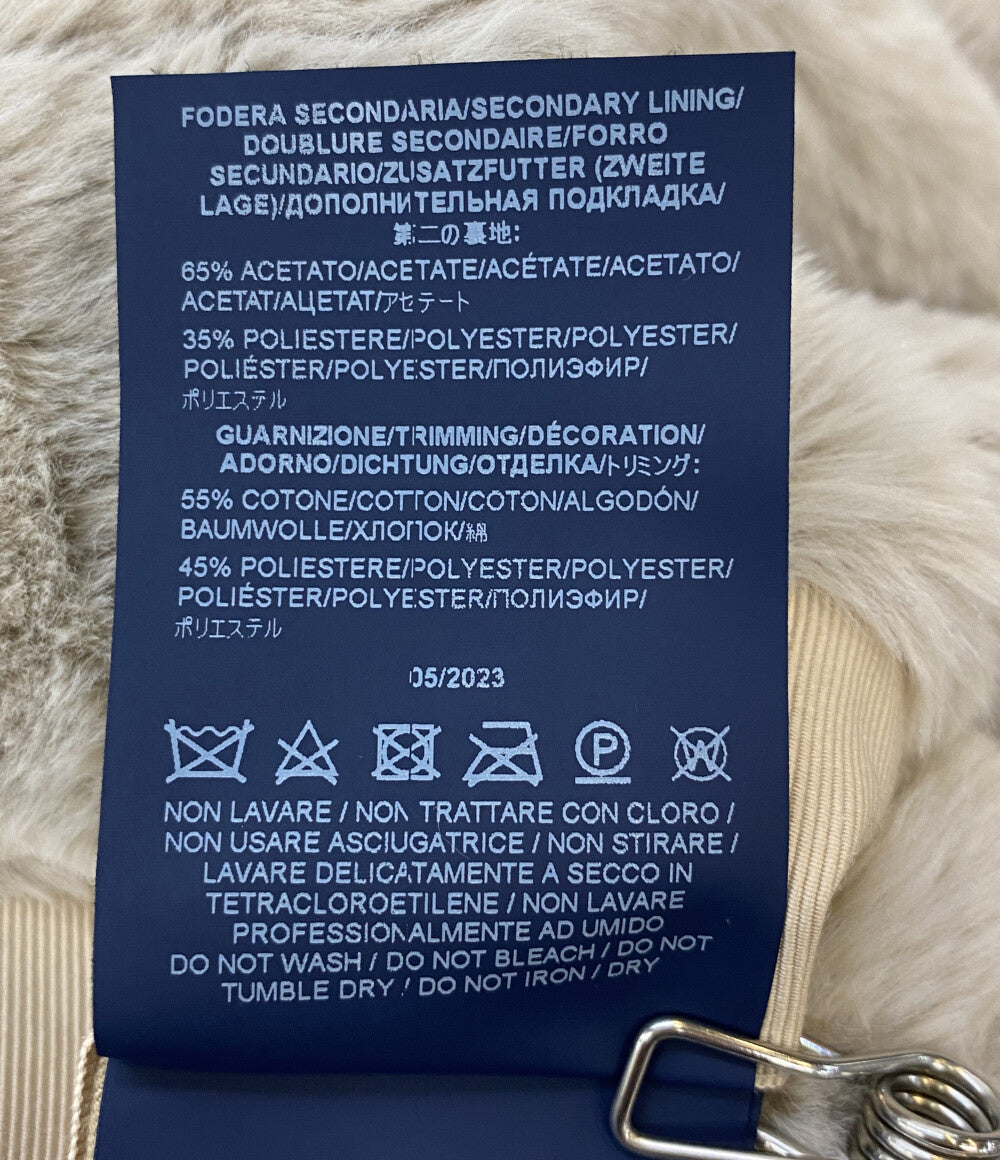 FODERA SECONDARIA/SECONDARY LINING/
DOUBLURE SECONDAIRE/FORRO
SECUNDARIO/ZUSATZFUTTER (ZWEITE
LAGE)/ДОПОЛНИТЕЛЬНАЯ ПОДКЛАДКА/
第二の裏地:
65% ACETATO/ACETATE/ACÉTATE/ACETATO/
ACETAT/АЦЕТАТ/アセテート
35% POLIESTERE/POLYESTER/POLYESTER/
POLIÉSTER/POLYESTER/ПОЛИЭФИР/
ポリエステル
GUARNIZIONE/TRIMMING/DÉCORATION/
ADORNO/DICHTUNG/ОТДЕЛКА/トリミング:
55% COTONE/COTTON/COTON/ALGODÓN/
BAUMWOLLE/ХЛОПОК/綿
45% POLIESTERE/POLYESTER/POLYESTER/
POLIÉSTER/POLYESTER/ПОЛИЭФИР/
ポリエステル
05/2023
P W
NON LAVARE / NON TRATTARE CON CLORO /
NON USARE ASCIUGATRICE / NON STIRARE /
LAVARE DELICATAMENTE A SECCO IN
TETRACLOROETILENE / NON LAVARE
PROFESSIONALMENTE AD UMIDO
DO NOT WASH / DO NOT BLEACH / DO NOT
TUMBLE DRY / DO NOT IRON / DRY